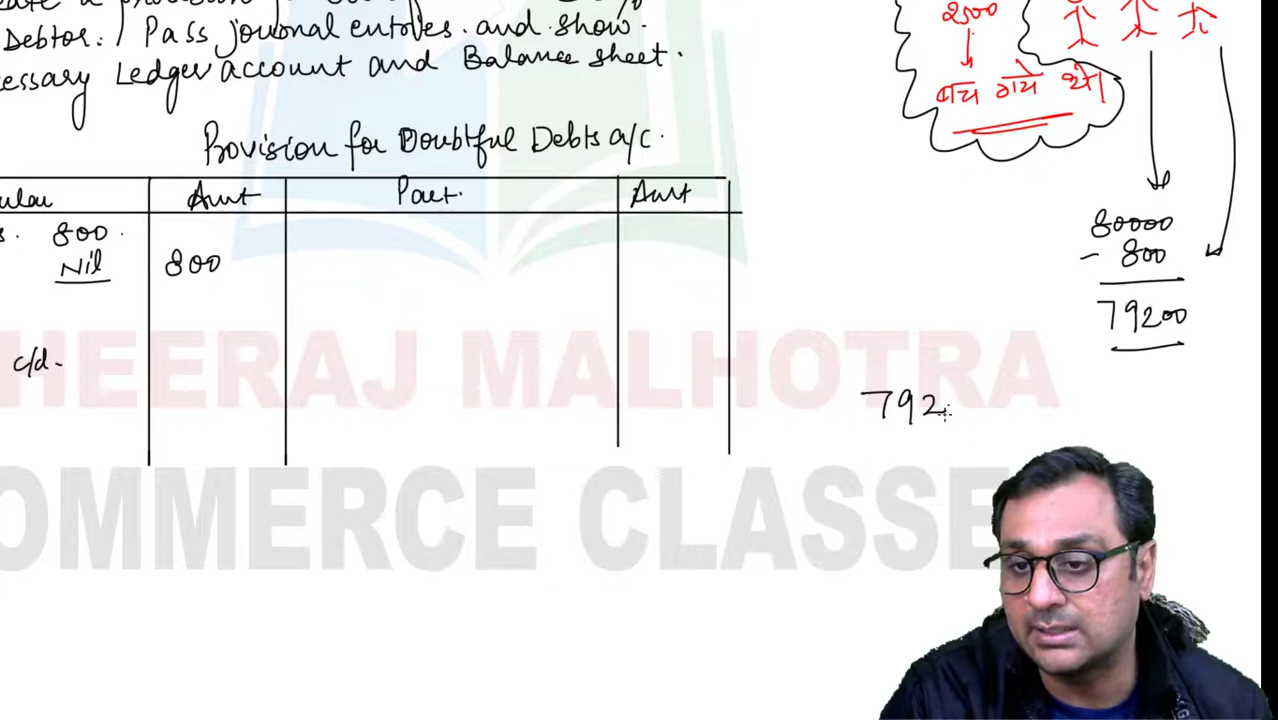 Debtor. Pass journal entries. and show.
Ledger account and Balance sheet.
2500
बच गये थे।
Provision for Doubtful Debts a/c.
Amt Part. Amt
800.
Nil 800
80000
- 800
79200
c/d.
792
HEERAJ MALHOTRA
OMMERCE CLASSE